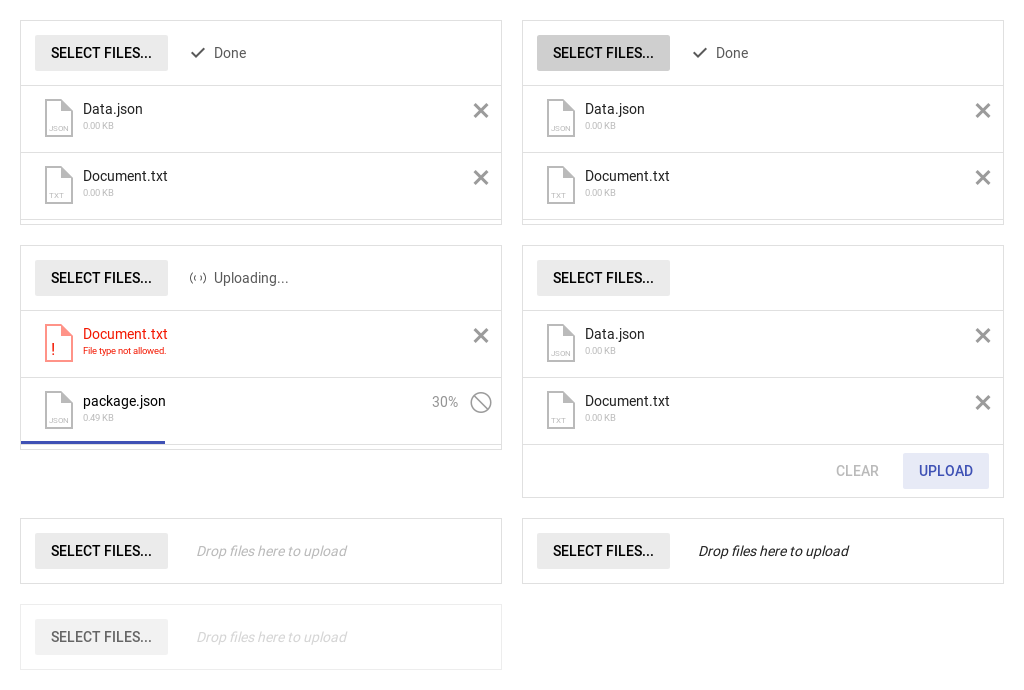 SELECT FILES... Done
Data.json
JSON
0.00 KB
Document.txt
TXT
0.00 KB
SELECT FILES... Done
Data.json
JSON
0.00 KB
Document.txt
TXT
0.00 KB
SELECT FILES... Uploading...
Document.txt
!
File type not allowed.
package.json 30%
JSON
0.49 KB
SELECT FILES...
Data.json
JSON
0.00 KB
Document.txt
TXT
0.00 KB
CLEAR UPLOAD
SELECT FILES... Drop files here to upload
SELECT FILES... Drop files here to upload
SELECT FILES... Drop files here to upload